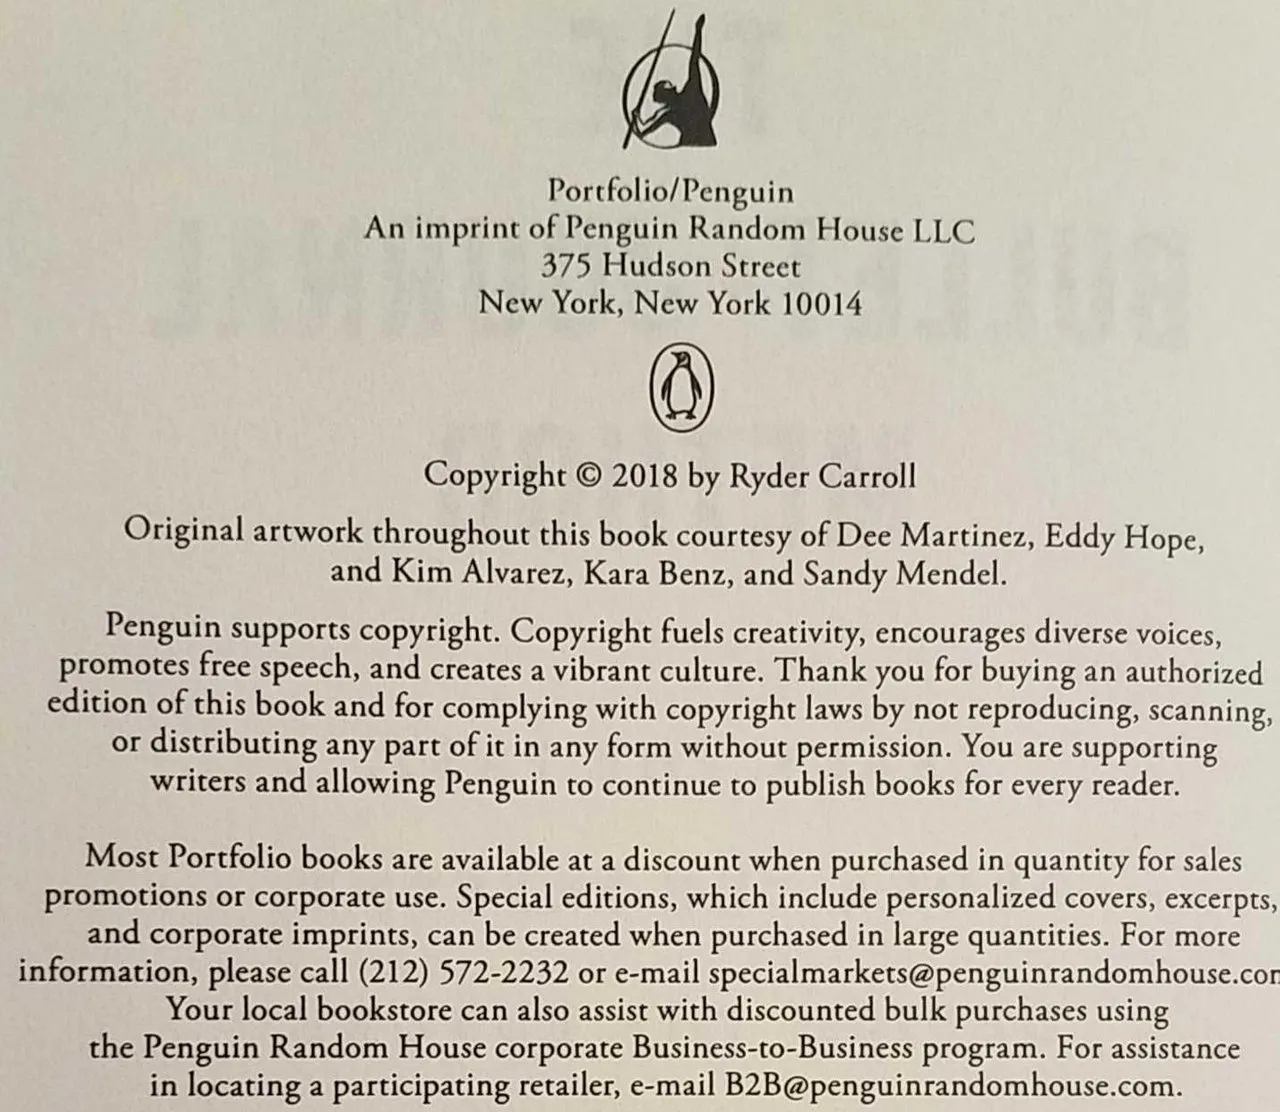 Portfolio/Penguin
An imprint of Penguin Random House LLC
375 Hudson Street
New York, New York 10014
Copyright © 2018 by Ryder Carroll
Original artwork throughout this book courtesy of Dee Martinez, Eddy Hope,
and Kim Alvarez, Kara Benz, and Sandy Mendel.
Penguin supports copyright. Copyright fuels creativity, encourages diverse voices,
promotes free speech, and creates a vibrant culture. Thank you for buying an authorized
edition of this book and for complying with copyright laws by not reproducing, scanning,
or distributing any part of it in any form without permission. You are supporting
writers and allowing Penguin to continue to publish books for every reader.
Most Portfolio books are available at a discount when purchased in quantity for sales
promotions or corporate use. Special editions, which include personalized covers, excerpts,
and corporate imprints, can be created when purchased in large quantities. For more
information, please call (212) 572-2232 or e-mail specialmarkets@penguinrandomhouse.com
Your local bookstore can also assist with discounted bulk purchases using
the Penguin Random House corporate Business-to-Business program. For assistance
in locating a participating retailer, e-mail B2B@penguinrandomhouse.com.